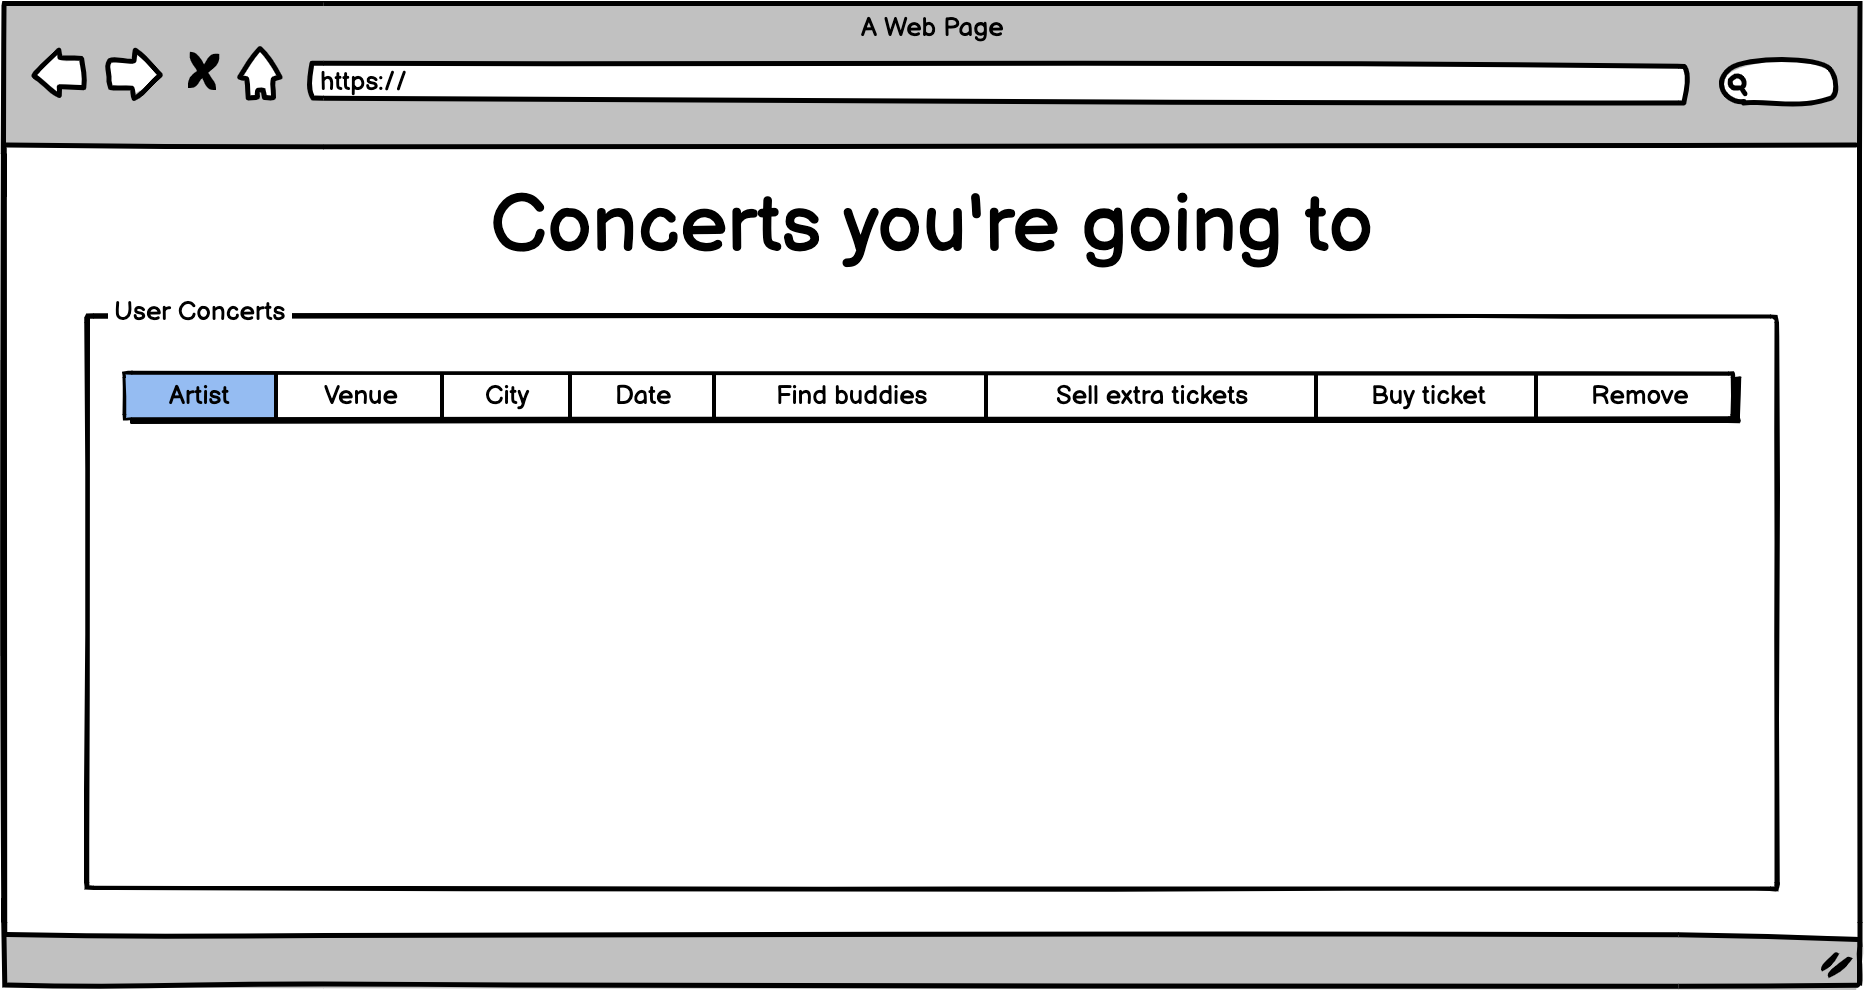 A Web Page
https://
Concerts you're going to
User Concerts
Artist Venue City Date Find buddies Sell extra tickets Buy ticket Remove